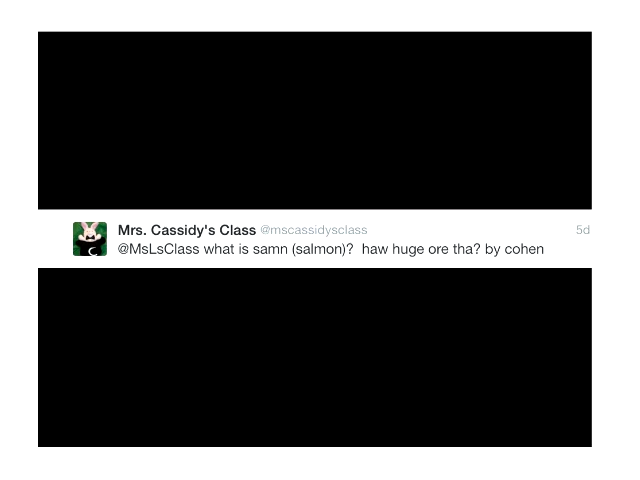 Mrs. Cassidy's Class @mscassidysclass 5d
@MsLsClass what is samn (salmon)?  haw huge ore tha? by cohen